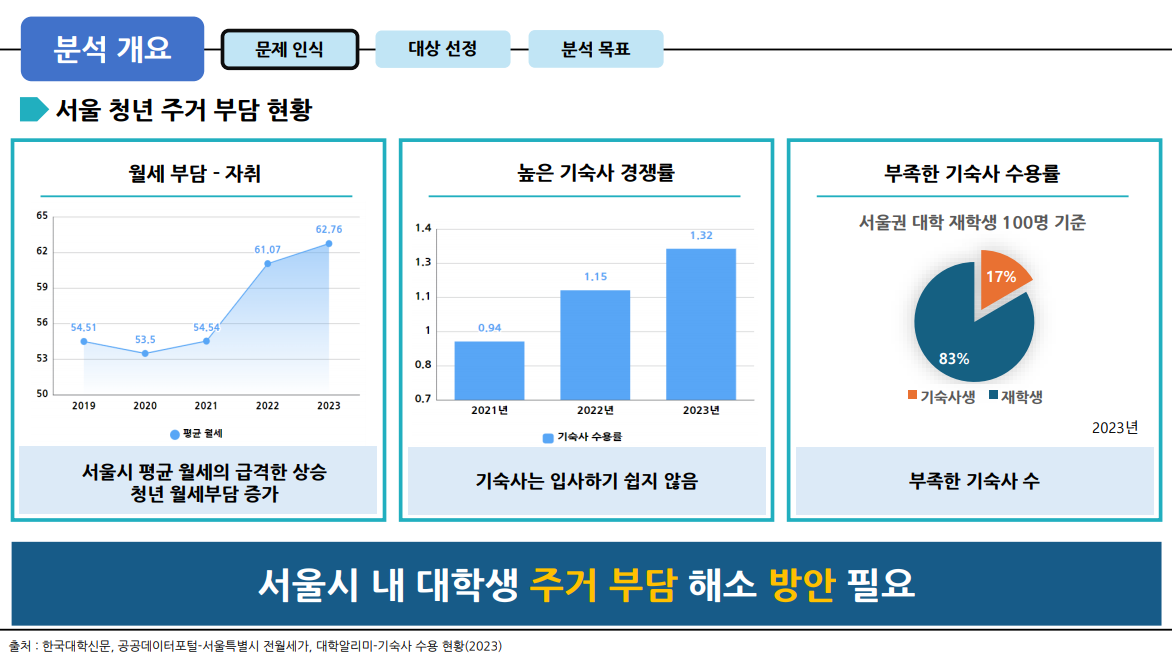 분석 개요
문제 인식
대상 선정
분석 목표
서울 청년 주거 부담 현황
월세 부담 - 자취
65
62
59
56
53
50
54.51
53.5
54.54
61.07
62.76
2019 2020 2021 2022 2023
평균 월세
서울시 평균 월세의 급격한 상승
청년 월세부담 증가
높은 기숙사 경쟁률
1.4
1.3
1.1
1
0.8
0.7
0.94
1.15
1.32
2021년 2022년 2023년
기숙사 수용률
기숙사는 입사하기 쉽지 않음
부족한 기숙사 수용률
서울권 대학 재학생 100명 기준
17%
83%
기숙사생 재학생
2023년
부족한 기숙사 수
서울시 내 대학생 주거 부담 해소 방안 필요
출처 : 한국대학신문, 공공데이터포털-서울특별시 전월세가, 대학알리미-기숙사 수용 현황(2023)